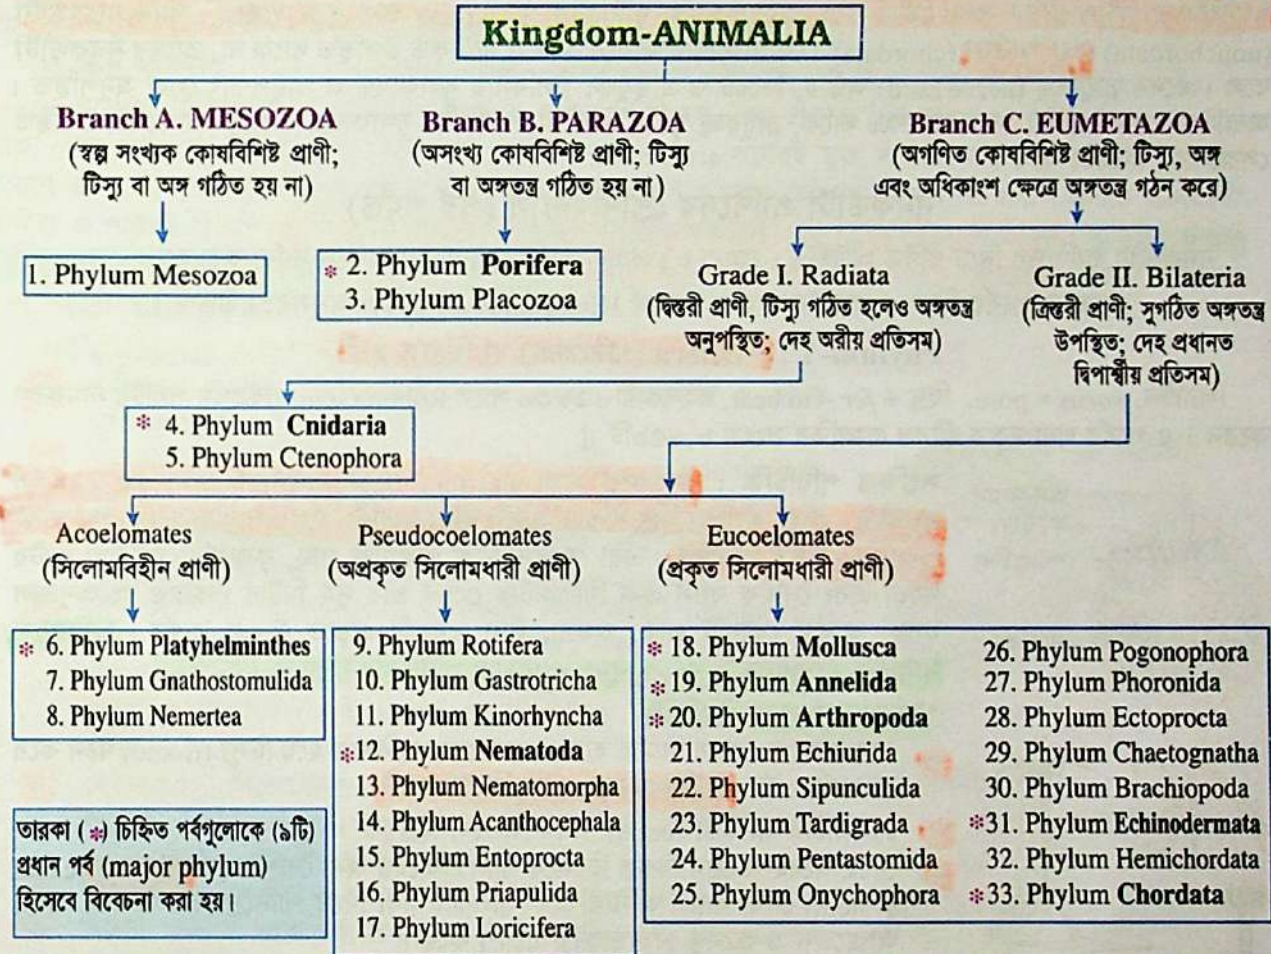 Kingdom-ANIMALIA
Branch A. MESOZOA
(স্বল্প সংখ্যক কোষবিশিষ্ট প্রাণী;
টিস্যু বা অঙ্গ গঠিত হয় না)
Branch B. PARAZOA
(অসংখ্য কোষবিশিষ্ট প্রাণী; টিস্যু
বা অঙ্গতন্ত্র গঠিত হয় না)
Branch C. EUMETAZOA
(অগণিত কোষবিশিষ্ট প্রাণী; টিস্যু, অঙ্গ
এবং অধিকাংশ ক্ষেত্রে অঙ্গতন্ত্র গঠন করে)
1. Phylum Mesozoa
* 2. Phylum Porifera
3. Phylum Placozoa
Grade I. Radiata
(দ্বিস্তরী প্রাণী, টিস্যু গঠিত হলেও অঙ্গতন্ত্র
অনুপস্থিত; দেহ অরীয় প্রতিসম)
Grade II. Bilateria
(ত্রিস্তরী প্রাণী; সুগঠিত অঙ্গতন্ত্র
উপস্থিত; দেহ প্রধানত
দ্বিপার্শ্বীয় প্রতিসম)
* 4. Phylum Cnidaria
5. Phylum Ctenophora
Acoelomates
(সিলোমবিহীন প্রাণী)
Pseudocoelomates
(অপ্রকৃত সিলোমধারী প্রাণী)
Eucoelomates
(প্রকৃত সিলোমধারী প্রাণী)
* 6. Phylum Platyhelminthes
7. Phylum Gnathostomulida
8. Phylum Nemertea
9. Phylum Rotifera
10. Phylum Gastrotricha
11. Phylum Kinorhyncha
*12. Phylum Nematoda
13. Phylum Nematomorpha
14. Phylum Acanthocephala
15. Phylum Entoprocta
16. Phylum Priapulida
17. Phylum Loricifera
* 18. Phylum Mollusca
* 19. Phylum Annelida
* 20. Phylum Arthropoda
21. Phylum Echiurida
22. Phylum Sipunculida
23. Phylum Tardigrada
24. Phylum Pentastomida
25. Phylum Onychophora
26. Phylum Pogonophora
27. Phylum Phoronida
28. Phylum Ectoprocta
29. Phylum Chaetognatha
30. Phylum Brachiopoda
*31. Phylum Echinodermata
32. Phylum Hemichordata
*33. Phylum Chordata
তারকা (*) চিহ্নিত পর্বগুলোকে (৯টি)
প্রধান পর্ব (major phylum)
হিসেবে বিবেচনা করা হয়।